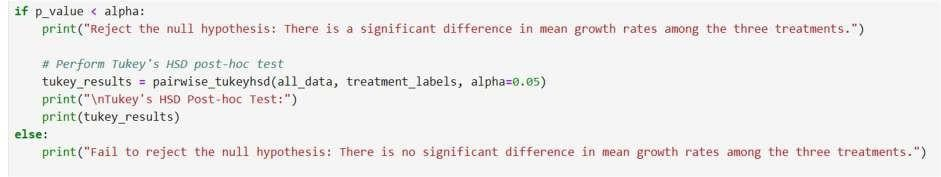 if p_value < alpha:
    print("Reject the null hypothesis: There is a significant difference in mean growth rates among the three treatments.")

    # Perform Tukey's HSD post-hoc test
    tukey_results = pairwise_tukeyhsd(all_data, treatment_labels, alpha=0.05)
    print("\nTukey's HSD Post-hoc Test:")
    print(tukey_results)
else:
    print("Fail to reject the null hypothesis: There is no significant difference in mean growth rates among the three treatments.")